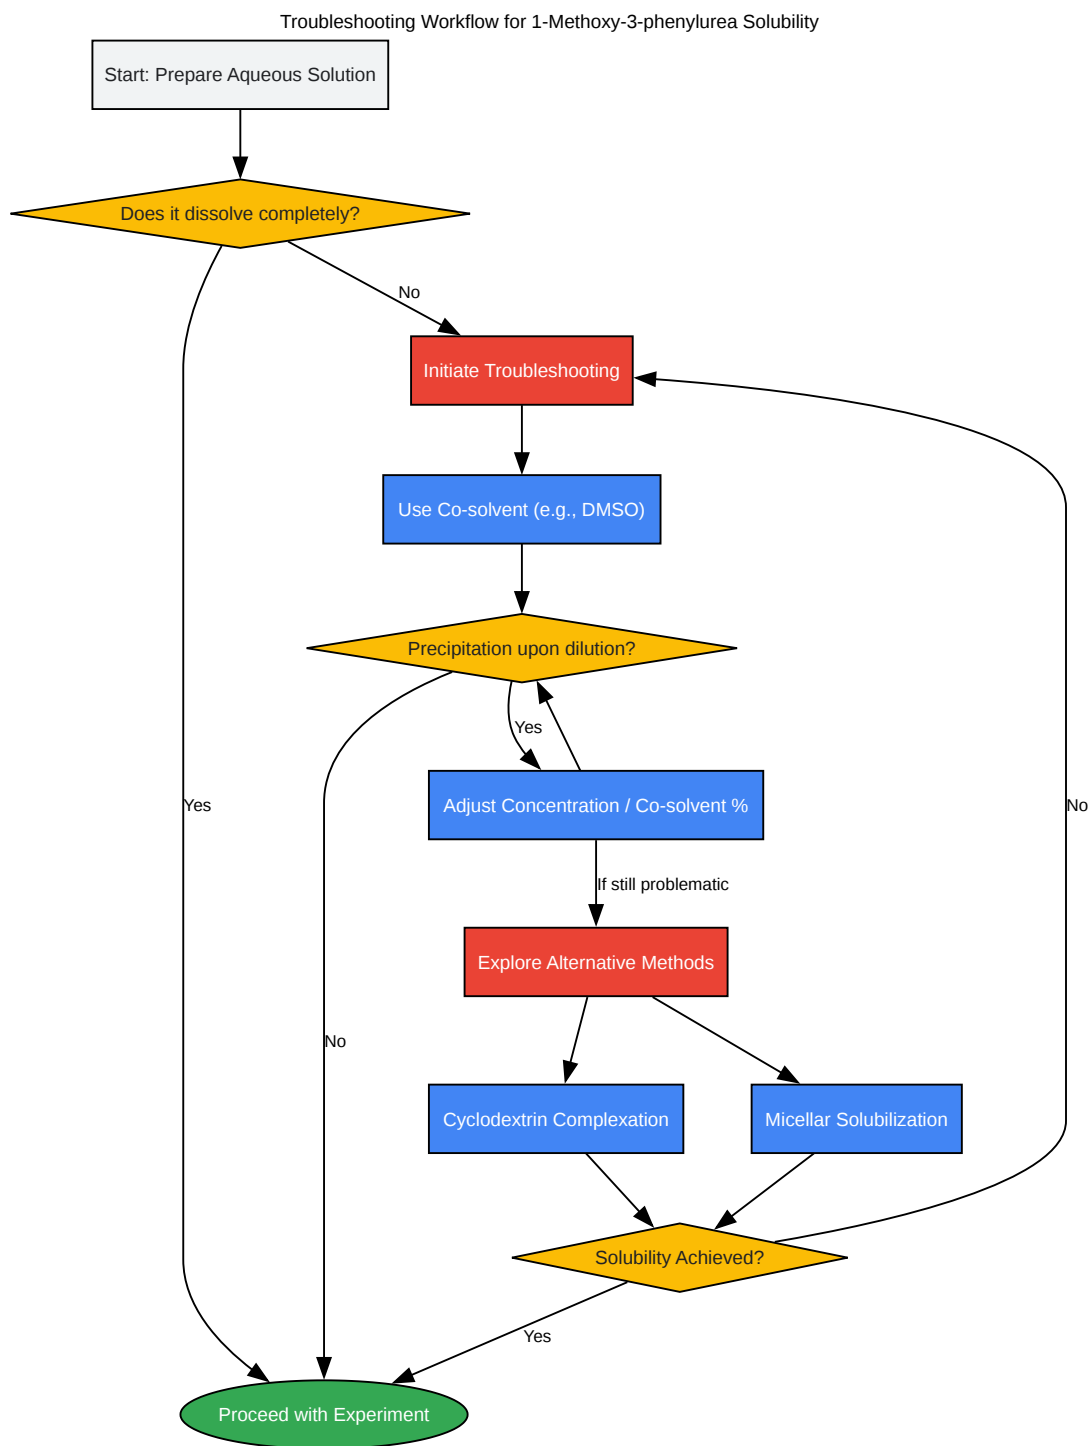 Troubleshooting Workflow for 1-Methoxy-3-phenylurea Solubility
Start: Prepare Aqueous Solution
Does it dissolve completely?
No
Initiate Troubleshooting
Use Co-solvent (e.g., DMSO)
Precipitation upon dilution?
Yes
Adjust Concentration / Co-solvent %
Yes
No
If still problematic
Explore Alternative Methods
No
Cyclodextrin Complexation
Micellar Solubilization
Solubility Achieved?
Yes
Proceed with Experiment